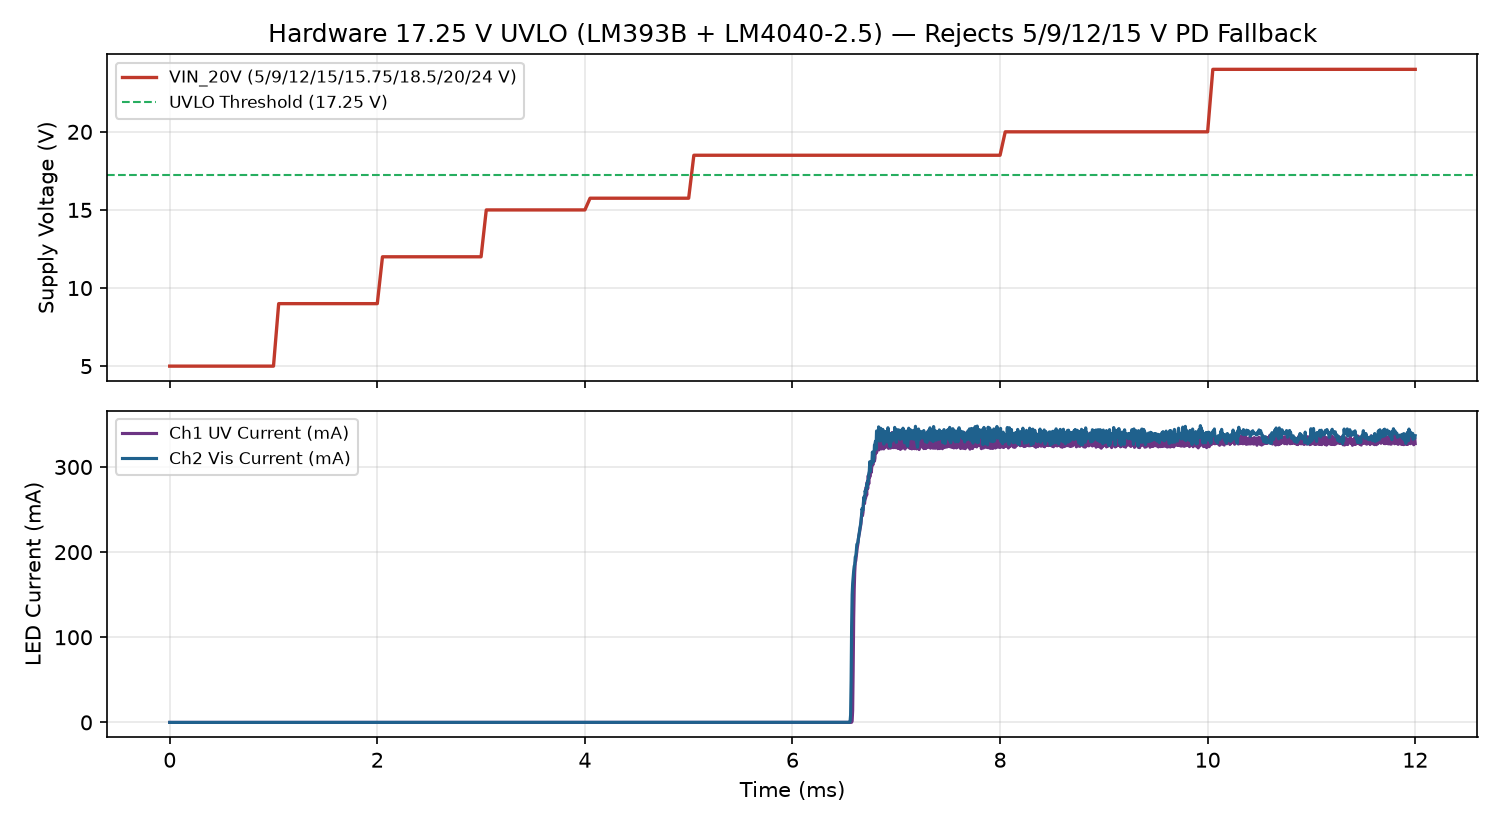 Hardware 17.25 V UVLO (LM393B + LM4040-2.5) — Rejects 5/9/12/15 V PD Fallback
VIN_20V (5/9/12/15/15.75/18.5/20/24 V)
UVLO Threshold (17.25 V)
Supply Voltage (V)
20
15
10
5
Ch1 UV Current (mA)
Ch2 Vis Current (mA)
LED Current (mA)
300
200
100
0
0 2 4 6 8 10 12
Time (ms)